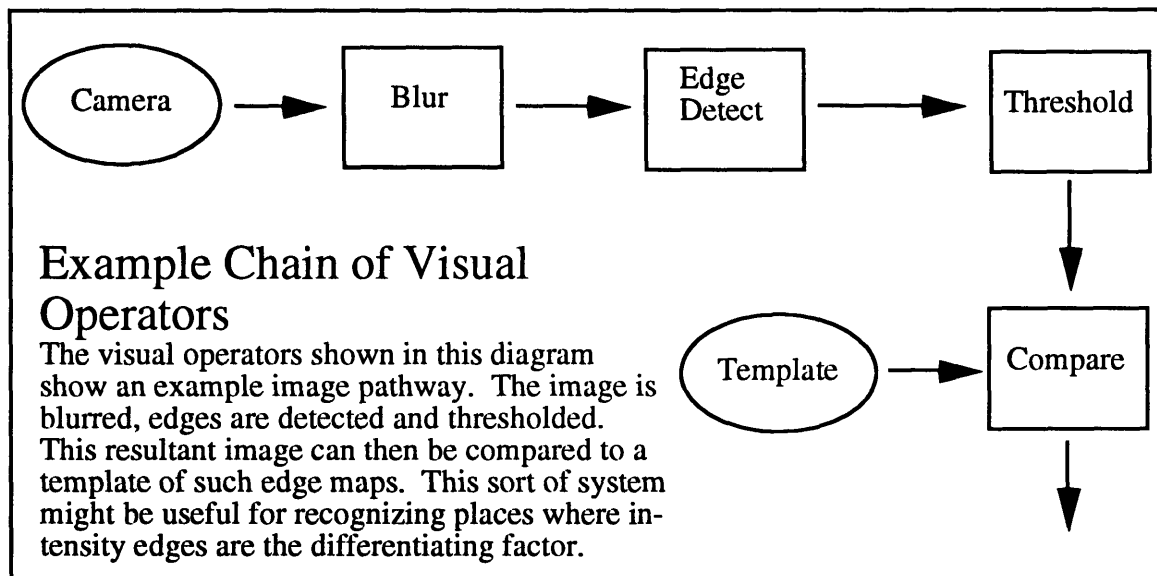 Camera
Blur
Edge
Detect
Threshold
Example Chain of Visual
Operators
The visual operators shown in this diagram
show an example image pathway.  The image is
blurred, edges are detected and thresholded.
This resultant image can then be compared to a
template of such edge maps.  This sort of system
might be useful for recognizing places where in-
tensity edges are the differentiating factor.
Template
Compare